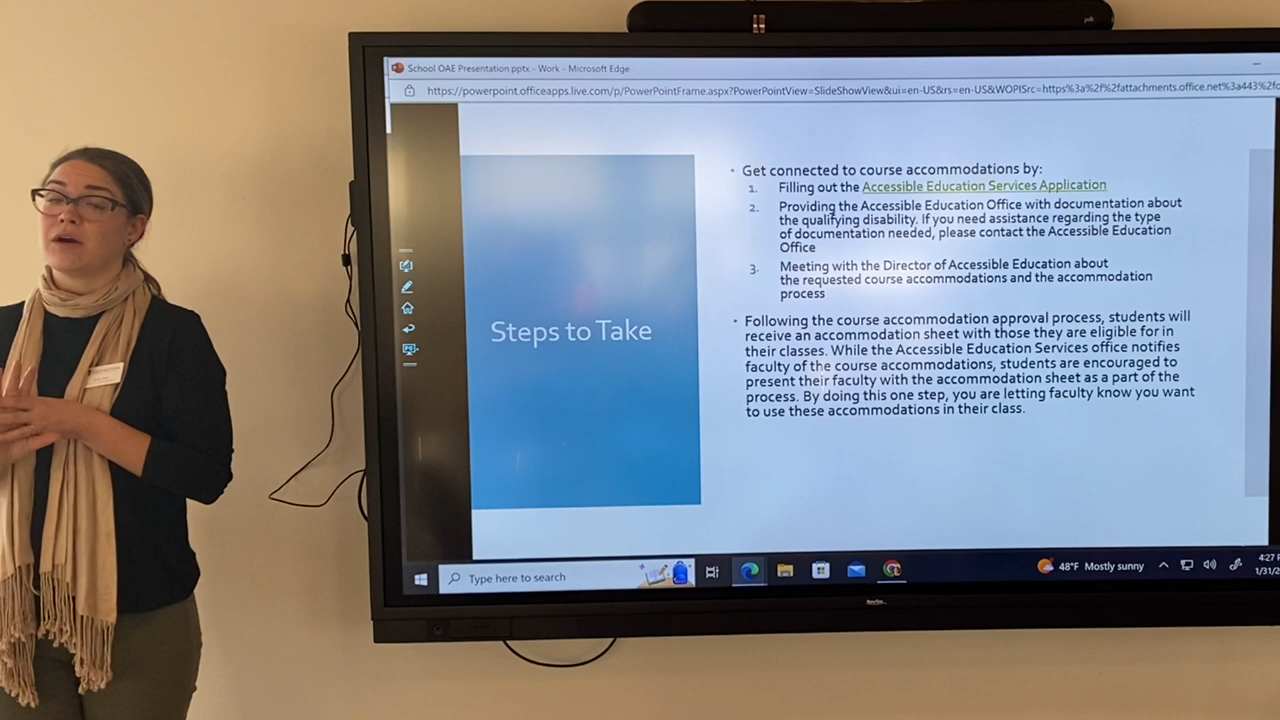 School OAE Presentation.pptx - Work - Microsoft Edge
https://powerpoint.officeapps.live.com/p/PowerPointFrame.aspx?PowerPointView=SlideShowView&ui=en-US&rs=en-US&WOPISrc=https%3a%2f%2fattachments.office.net%3a443%2fo
• Get connected to course accommodations by:
1. Filling out the Accessible Education Services Application
2. Providing the Accessible Education Office with documentation about
the qualifying disability. If you need assistance regarding the type
of documentation needed, please contact the Accessible Education
Office
3. Meeting with the Director of Accessible Education about
the requested course accommodations and the accommodation
process
Steps to Take
• Following the course accommodation approval process, students will
receive an accommodation sheet with those they are eligible for in
their classes. While the Accessible Education Services office notifies
faculty of the course accommodations, students are encouraged to
present their faculty with the accommodation sheet as a part of the
process. By doing this one step, you are letting faculty know you want
to use these accommodations in their class.
Type here to search
48°F Mostly sunny
4:27 P
1/31/2